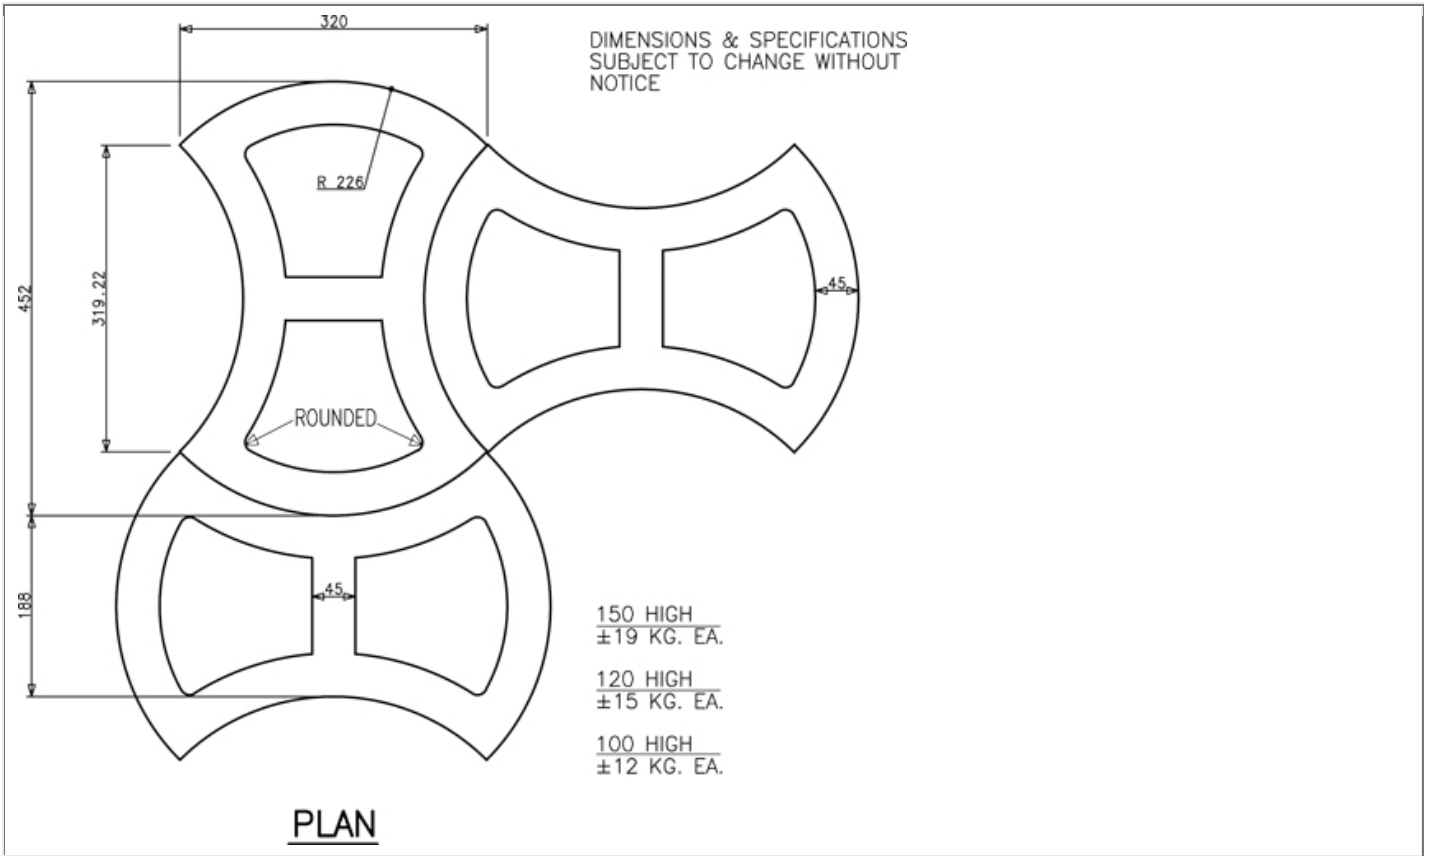 320
DIMENSIONS & SPECIFICATIONS
SUBJECT TO CHANGE WITHOUT
NOTICE
R 226
452
319.22
45
ROUNDED
188
45
150 HIGH
±19 KG. EA.
120 HIGH
±15 KG. EA.
100 HIGH
±12 KG. EA.
PLAN